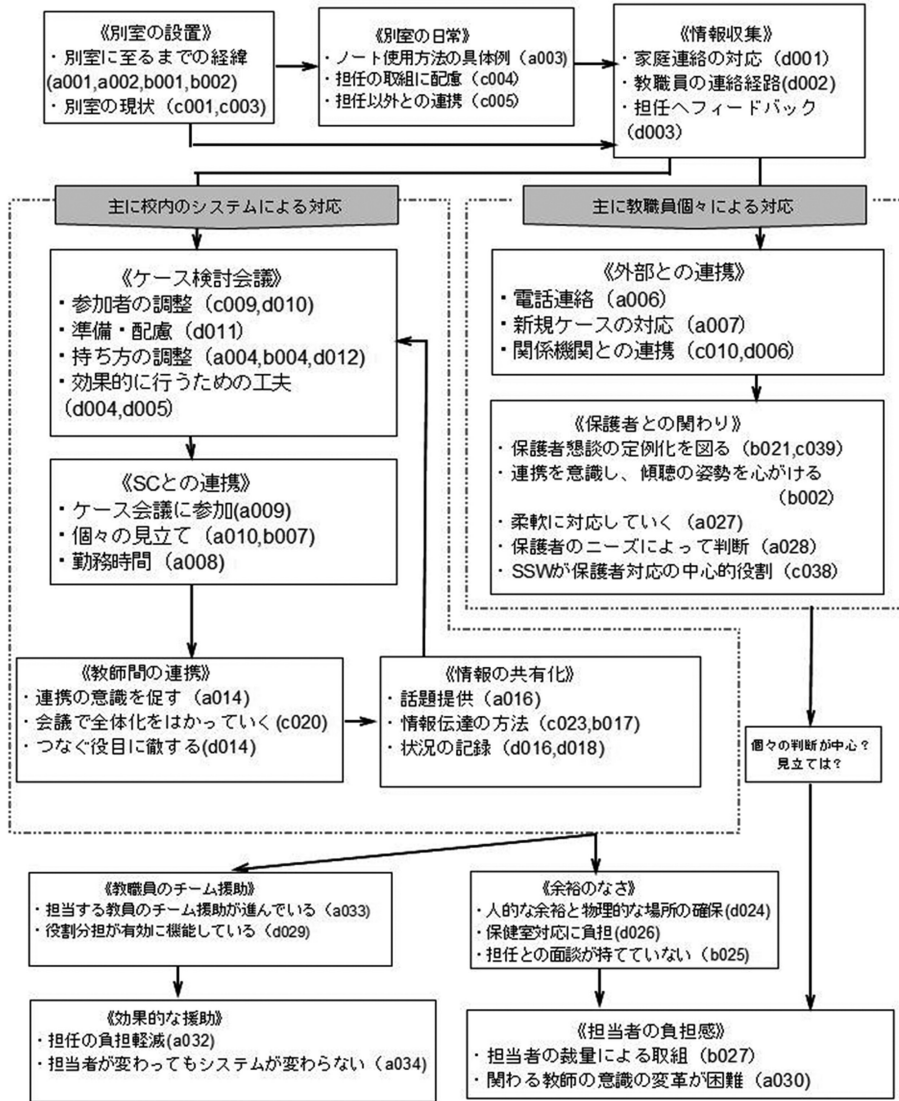 《別室の設置》
・別室に至るまでの経緯
(a001,a002,b001,b002)
・別室の現状（c001,c003）
《別室の日常》
・ノート使用方法の具体例（a003）
・担任の取組に配慮（c004）
・担任以外との連携（c005）
《情報収集》
・家庭連絡の対応（d001）
・教職員の連絡経路(d002)
・担任へフィードバック
(d003)
主に校内のシステムによる対応
主に教職員個々による対応
《ケース検討会議》
・参加者の調整（c009,d010）
・準備・配慮（d011）
・持ち方の調整（a004,b004,d012）
・効果的に行うための工夫
(d004,d005）
《SCとの連携》
・ケース会議に参加(a009）
・個々の見立て（a010,b007）
・勤務時間（a008）
《教師間の連携》
・連携の意識を促す（a014）
・会議で全体化をはかっていく(c020）
・つなぐ役目に徹する(d014）
《情報の共有化》
・話題提供（a016）
・情報伝達の方法（c023,b017）
・状況の記録（d016,d018）
《外部との連携》
・電話連絡（a006）
・新規ケースの対応（a007）
・関係機関との連携（c010,d006）
《保護者との関わり》
・保護者懇談の定例化を図る（b021,c039）
・連携を意識し、傾聴の姿勢を心がける
（b002）
・柔軟に対応していく（a027）
・保護者のニーズによって判断（a028）
・SSWが保護者対応の中心的役割（c038）
個々の判断が中心？
見立ては？
《教職員のチーム援助》
・担当する教員のチーム援助が進んでいる（a033）
・役割分担が有効に機能している（d029）
《余裕のなさ》
・人的な余裕と物理的な場所の確保（d024）
・保健室対応に負担（d026）
・担任との面談が持てていない（b025）
《効果的な援助》
・担任の負担軽減(a032）
・担当者が変わってもシステムが変わらない（a034）
《担当者の負担感》
・担当者の裁量による取組（b027）
・関わる教師の意識の変革が困難（a030）